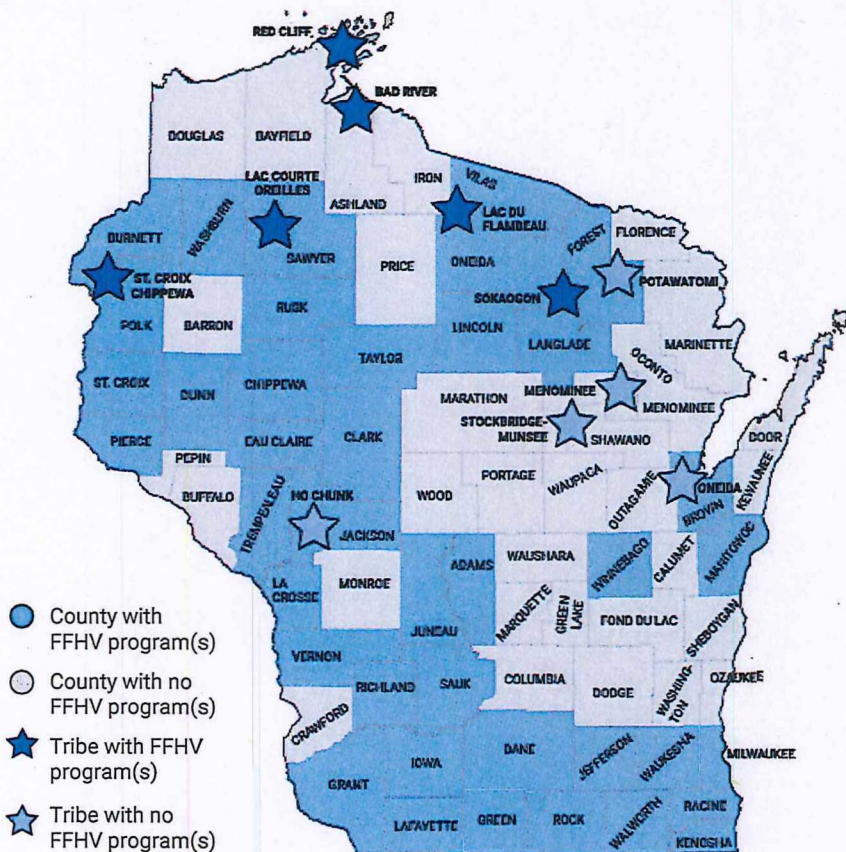 RED CLIFF
BAD RIVER
DOUGLAS
BAYFIELD
LAC COURTE
OREILLES
ASHLAND
IRON
VILAS
LAC DU
FLAMBEAU
FLORENCE
BURNETT
WASHBURN
SAWYER
FOREST
POTAWATOMI
ST. CROIX
CHIPPEWA
PRICE
ONEIDA
SOKAOGON
RUSK
POLK
BARRON
LINCOLN
LANGLADE
MARINETTE
TAYLOR
OCONTO
ST. CROIX
DUNN
CHIPPEWA
MARATHON
MENOMINEE
MENOMINEE
STOCKBRIDGE-
MUNSEE
SHAWANO
DOOR
PIERCE
EAU CLAIRE
CLARK
PEPIN
BUFFALO
TREMPEALEAU
HO CHUNK
JACKSON
WOOD
PORTAGE
WAUPACA
OUTAGAMIE
ONEIDA
BROWN
KEWAUNEE
ADAMS
WAUSHARA
WINNEBAGO
CALUMET
MANITOWOC
LA
CROSSE
MONROE
JUNEAU
MARQUETTE
GREEN
LAKE
FOND DU LAC
SHEBOYGAN
VERNON
RICHLAND
SAUK
COLUMBIA
DODGE
WASHING-
TON
OZAUKEE
CRAWFORD
GRANT
IOWA
DANE
JEFFERSON
WAUKESHA
MILWAUKEE
LAFAYETTE
GREEN
ROCK
WALWORTH
RACINE
KENOSHA
County with
FFHV program(s)
County with no
FFHV program(s)
Tribe with FFHV
program(s)
Tribe with no
FFHV program(s)